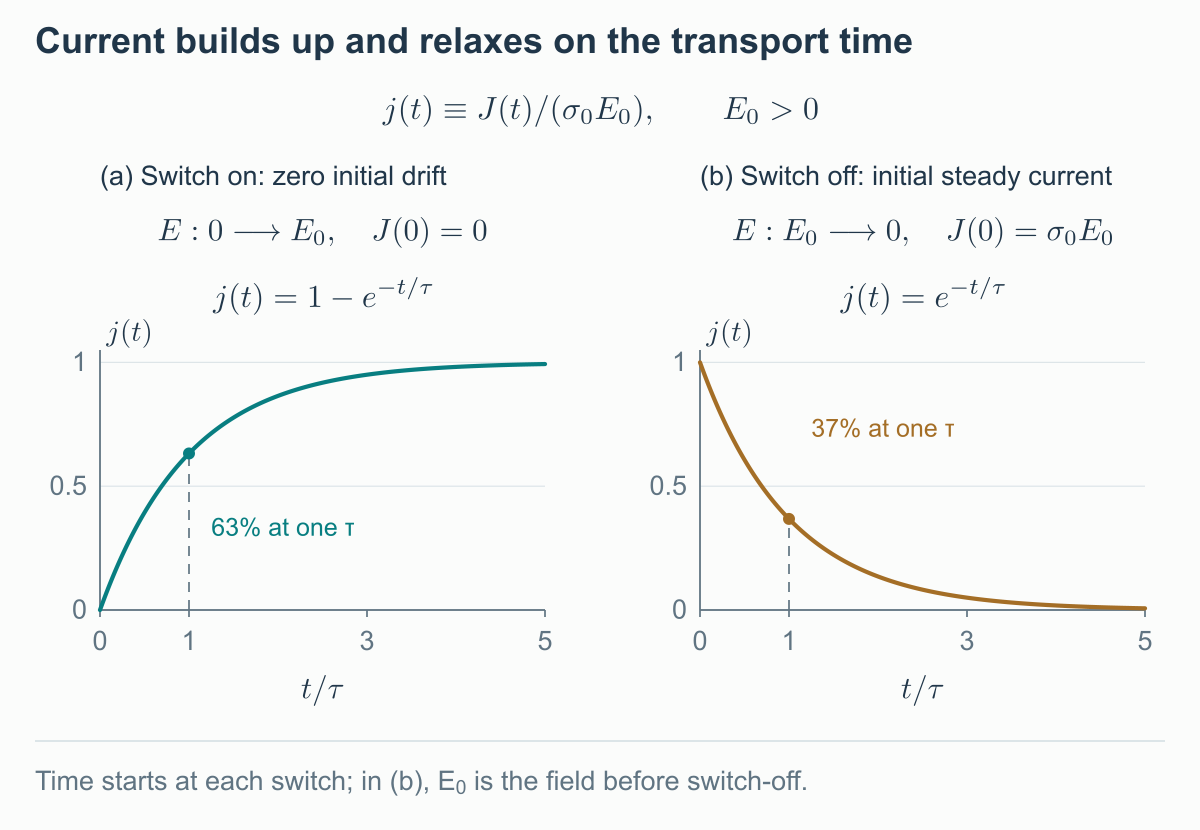 Current builds up and relaxes on the transport time
j(t) ≡ J(t)/(σ₀E₀), E₀ > 0
(a) Switch on: zero initial drift
E : 0 ⟶ E₀, J(0) = 0
j(t) = 1 − e^{−t/τ}
j(t)
1
0.5
0
63% at one τ
0 1 3 5
t/τ
(b) Switch off: initial steady current
E : E₀ ⟶ 0, J(0) = σ₀E₀
j(t) = e^{−t/τ}
j(t)
1
0.5
0
37% at one τ
0 1 3 5
t/τ
Time starts at each switch; in (b), E₀ is the field before switch-off.